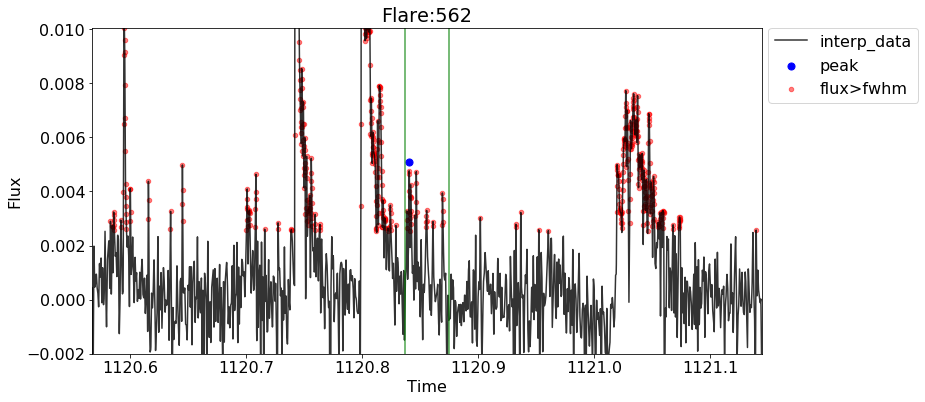 Flare:562
0.010
0.008
0.006
0.004
0.002
0.000
−0.002
Flux
1120.6 1120.7 1120.8 1120.9 1121.0 1121.1
Time
interp_data
peak
flux>fwhm